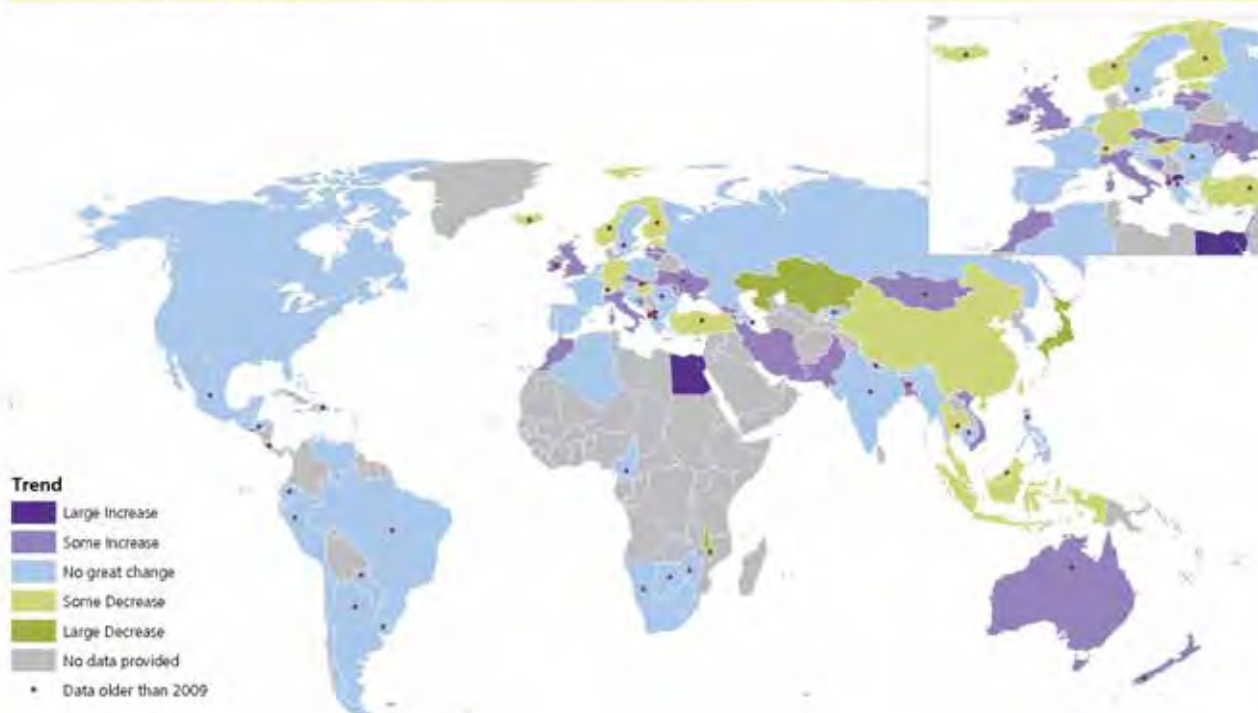 Trend
Large Increase
Some Increase
No great change
Some Decrease
Large Decrease
No data provided
Data older than 2009